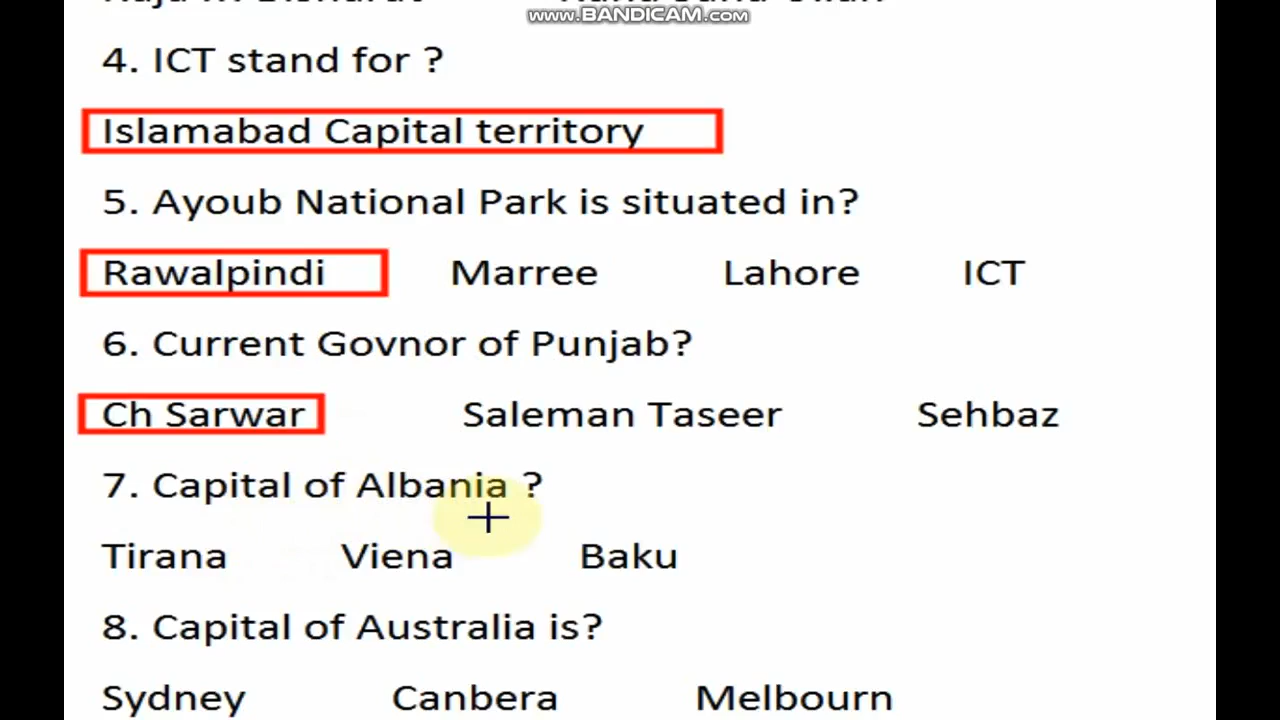 www.BANDICAM.com
4. ICT stand for ?
Islamabad Capital territory
5. Ayoub National Park is situated in?
Rawalpindi Marree Lahore ICT
6. Current Govnor of Punjab?
Ch Sarwar Saleman Taseer Sehbaz
7. Capital of Albania ?
Tirana Viena Baku
8. Capital of Australia is?
Sydney Canbera Melbourn